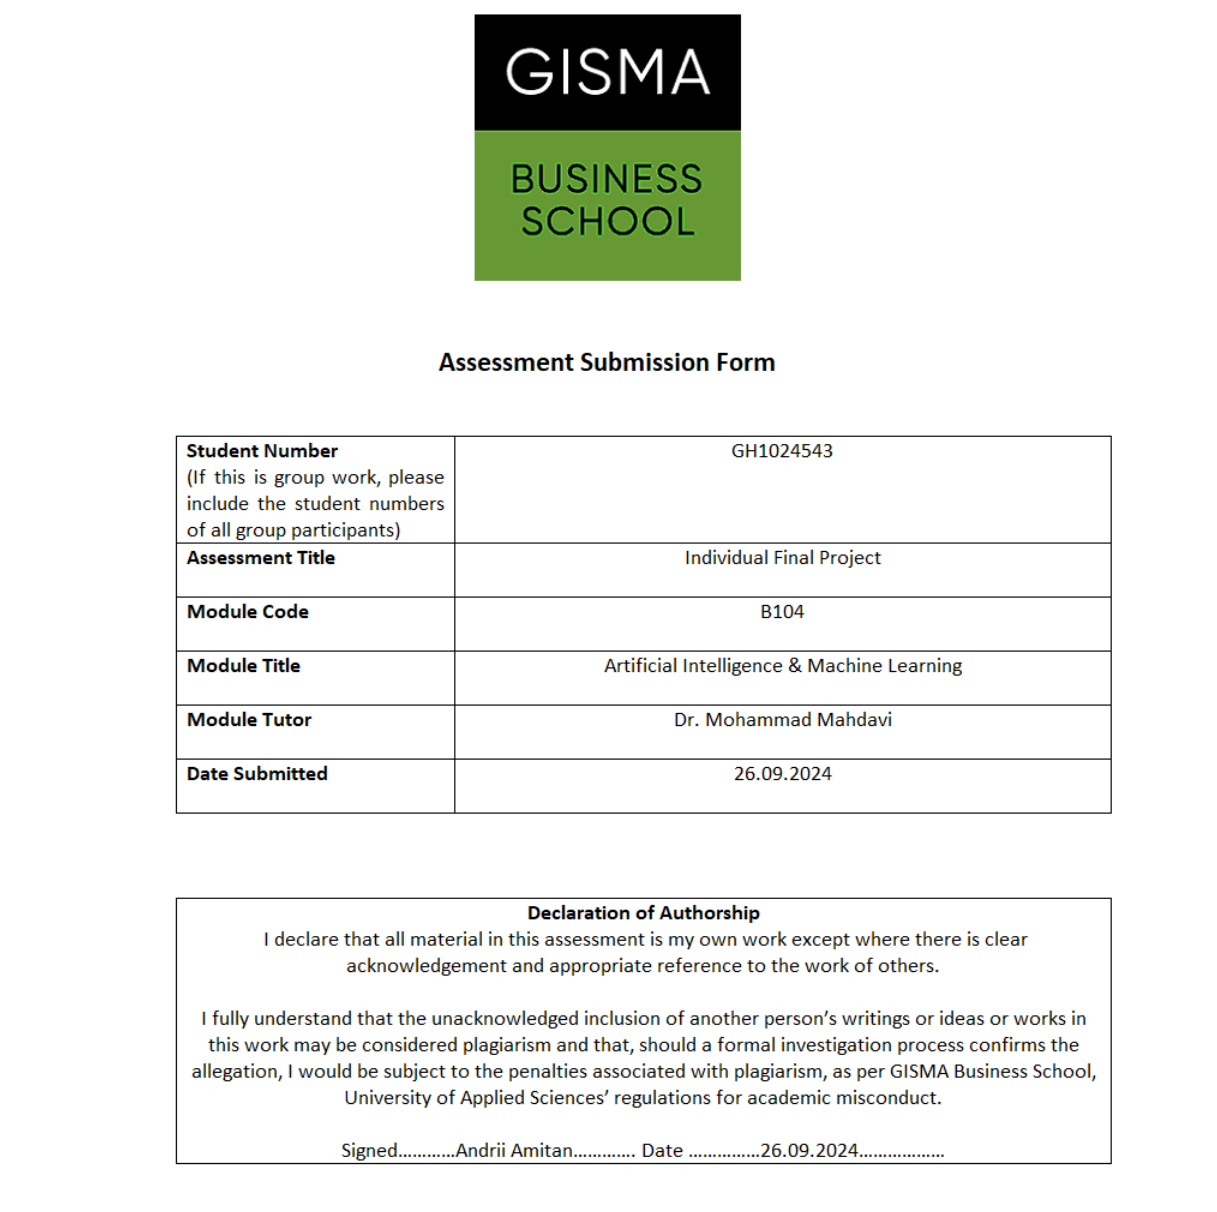 GISMA
BUSINESS
SCHOOL
Assessment Submission Form
Student Number
(If this is group work, please
include the student numbers
of all group participants)
GH1024543
Assessment Title
Individual Final Project
Module Code
B104
Module Title
Artificial Intelligence & Machine Learning
Module Tutor
Dr. Mohammad Mahdavi
Date Submitted
26.09.2024
Declaration of Authorship
I declare that all material in this assessment is my own work except where there is clear
acknowledgement and appropriate reference to the work of others.
I fully understand that the unacknowledged inclusion of another person’s writings or ideas or works in
this work may be considered plagiarism and that, should a formal investigation process confirms the
allegation, I would be subject to the penalties associated with plagiarism, as per GISMA Business School,
University of Applied Sciences’ regulations for academic misconduct.
Signed…………Andrii Amitan…………. Date ……………26.09.2024………………